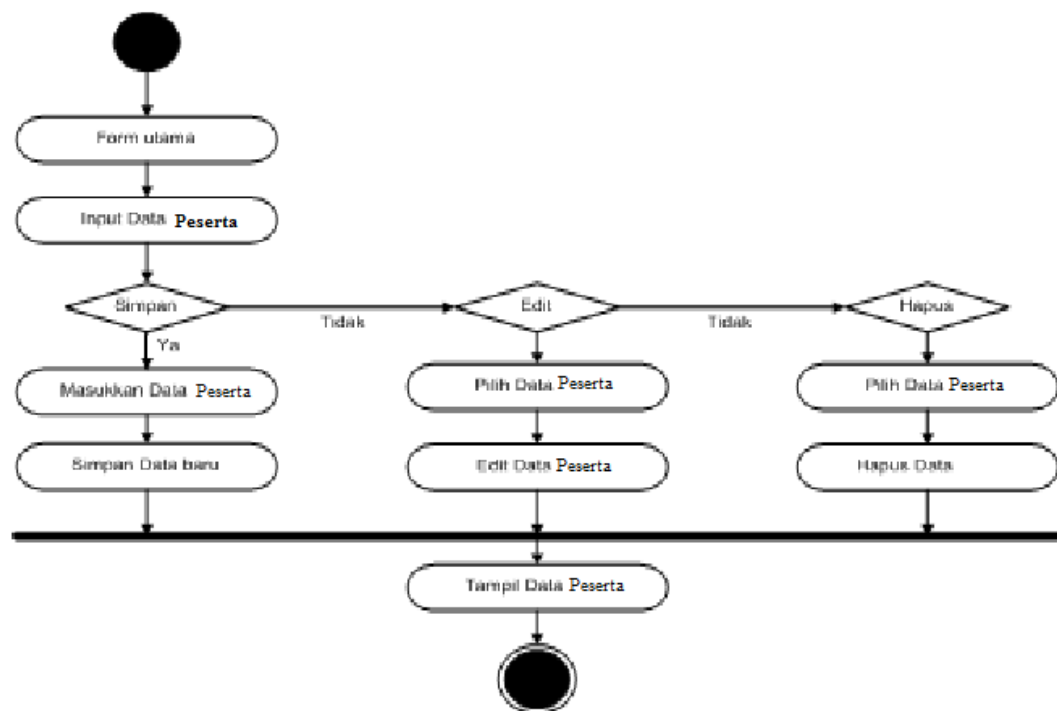 Form utama
Input Data Peserta
Simpan
Tidak
Edit
Tidak
Hapus
Ya
Masukkan Data Peserta
Pilih Data Peserta
Pilih Data Peserta
Simpan Data baru
Edit Data Peserta
Hapus Data
Tampil Data Peserta